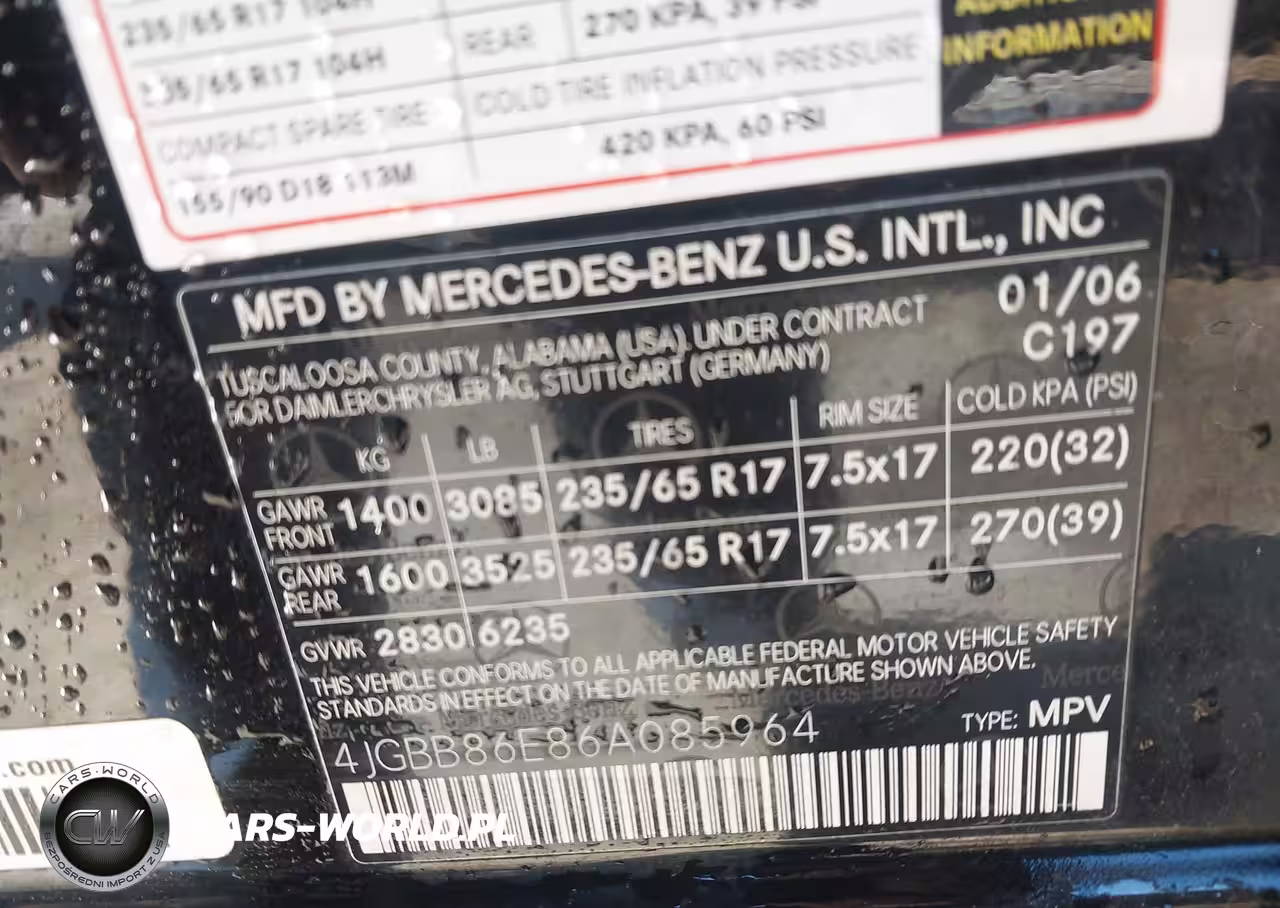 235/65 R17 104H
REAR 270 KPA, 39 PSI
235/65 R17 104H
INFORMATION
COMPACT SPARE TIRE COLD TIRE INFLATION PRESSURE
155/90 D18 113M 420 KPA, 60 PSI
MFD BY MERCEDES-BENZ U.S. INTL., INC
TUSCALOOSA COUNTY, ALABAMA (USA). UNDER CONTRACT 01/06
FOR DAIMLERCHRYSLER AG, STUTTGART (GERMANY) C197
KG LB TIRES RIM SIZE COLD KPA (PSI)
GAWR FRONT 1400 3085 235/65 R17 7.5x17 220(32)
GAWR REAR 1600 3525 235/65 R17 7.5x17 270(39)
GVWR 2830 6235
THIS VEHICLE CONFORMS TO ALL APPLICABLE FEDERAL MOTOR VEHICLE SAFETY
STANDARDS IN EFFECT ON THE DATE OF MANUFACTURE SHOWN ABOVE.
4JGBB86E86A085964 TYPE: MPV
.com
CARS-WORLD
CW
BEZPOŚREDNI IMPORT Z USA
CARS-WORLD.PL